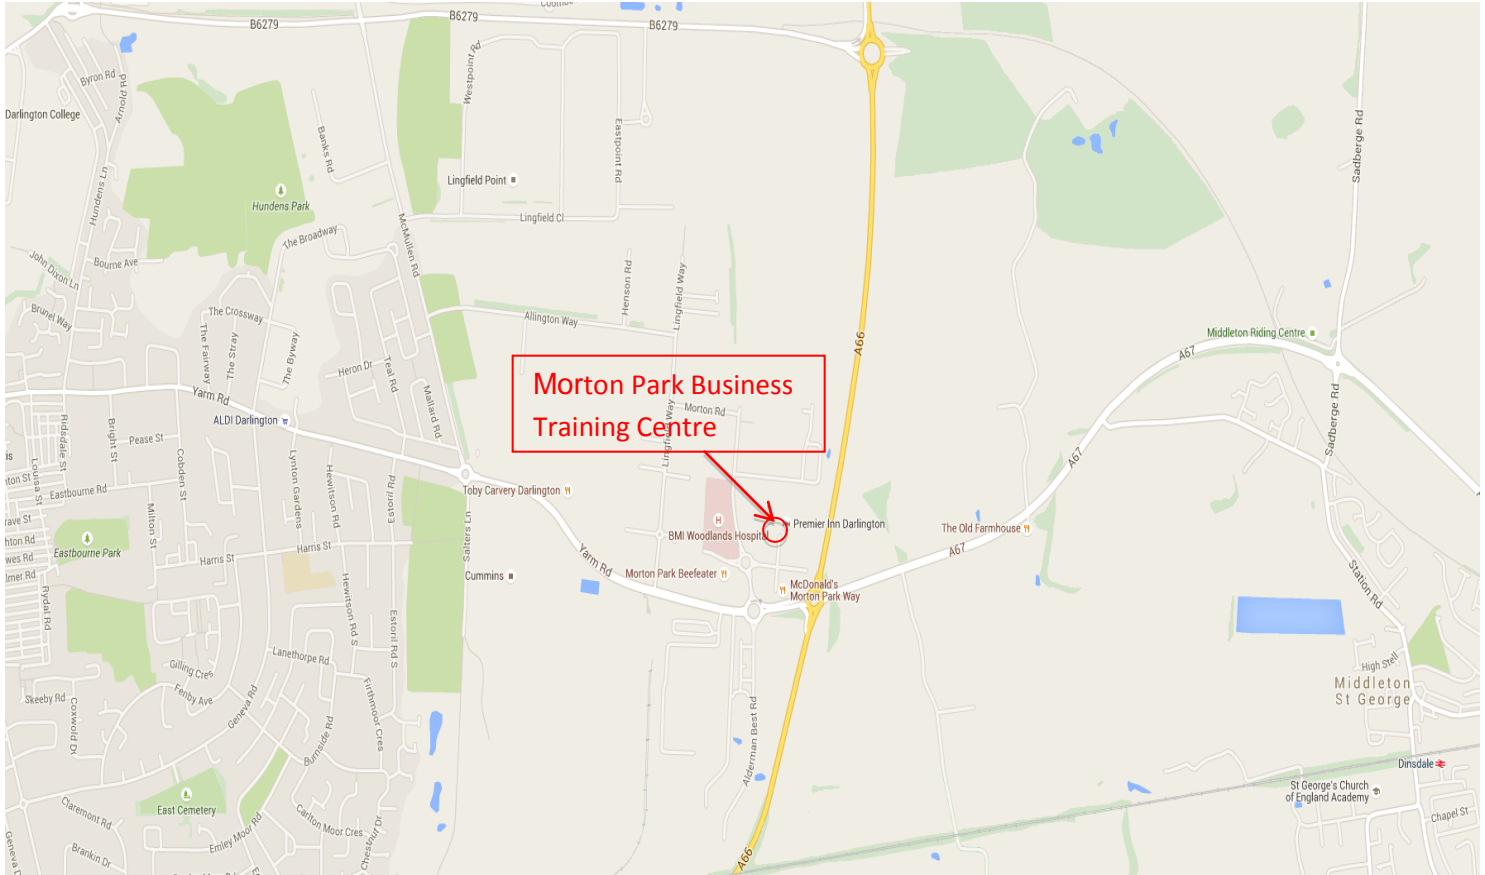 B6279
B6279
B6279
Byron Rd
Arnold Rd
Darlington College
Hundens Ln
Banks Rd
Westpoint Rd
Eastpoint Rd
Lingfield Point
Hundens Park
Lingfield Cl
McMullen Rd
The Broadway
Bourne Ave
John Dixon Ln
Brunel Way
The Crossway
The Fairway
The Stray
The Byway
Heron Dr
Teal Rd
Mallard Rd
Allington Way
Henson Rd
Lingfield Way
A66
Sadberge Rd
Middleton Riding Centre
A67
Morton Park Business
Training Centre
Morton Rd
Lingfield Way
Yarm Rd
ALDI Darlington
Ridsdale St
Bright St
Pease St
Cobden St
Louisa St
Eastbourne Rd
Milton St
Lynton Gardens
Hewitson Rd
Estoril Rd
Harris St
Harris St
Eastbourne Park
Rydal Rd
Toby Carvery Darlington
Salters Ln
Cummins
Yarm Rd
BMI Woodlands Hospital
H
Premier Inn Darlington
Morton Park Beefeater
McDonald's
Morton Park Way
The Old Farmhouse
A67
A67
Sadberge Rd
Station Rd
High Stell
Middleton
St George
Dinsdale
St George's Church
of England Academy
Chapel St
Hewitson Rd S
Estoril Rd S
Lanethorpe Rd
Gilling Cres
Fenby Ave
Geneva Rd
Firthmoor Cres
Burnside Rd
Skeeby Rd
Coxwold Dr
East Cemetery
Claremont Rd
Emley Moor Rd
Carlton Moor Cres
Chestnut Dr
Brankin Dr
Geneva
Alderman Best Rd
A66